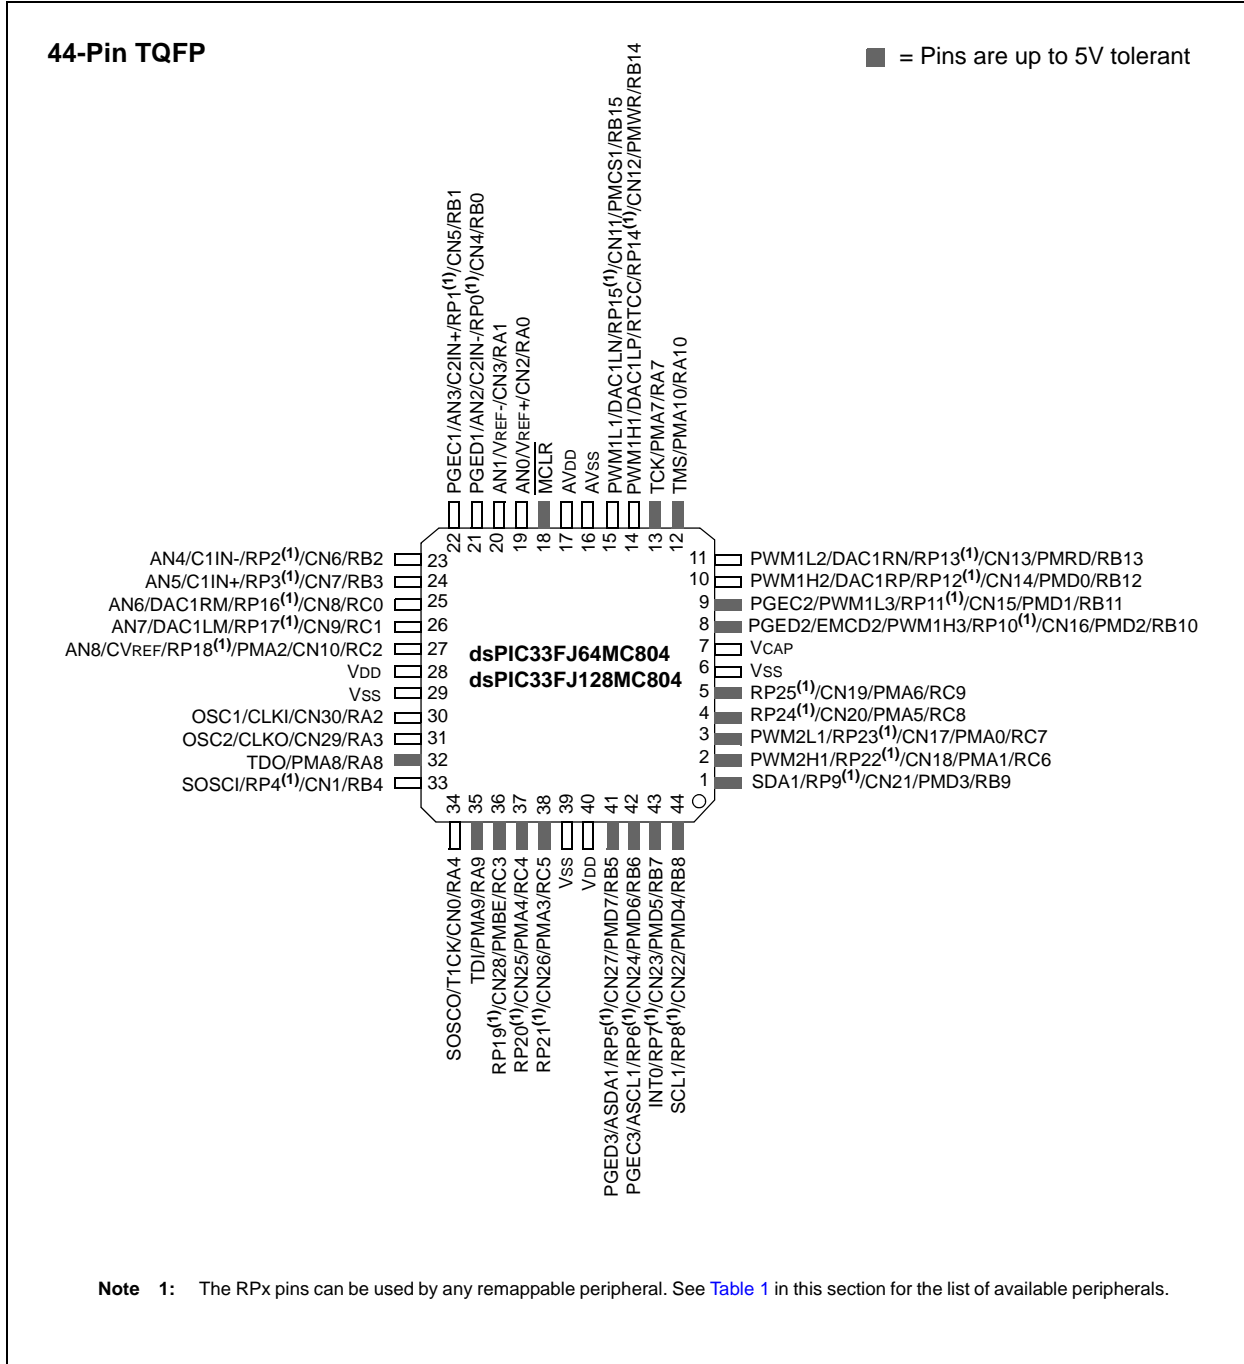 44-Pin TQFP
= Pins are up to 5V tolerant
PGEC1/AN3/C2IN+/RP1(1)/CN5/RB1
PGED1/AN2/C2IN-/RP0(1)/CN4/RB0
AN1/VREF-/CN3/RA1
AN0/VREF+/CN2/RA0
MCLR
AVDD
AVSS
PWM1L1/DAC1LN/RP15(1)/CN11/PMCS1/RB15
PWM1H1/DAC1LP/RTCC/RP14(1)/CN12/PMWR/RB14
TCK/PMA7/RA7
TMS/PMA10/RA10
22
21
20
19
18
17
16
15
14
13
12
AN4/C1IN-/RP2(1)/CN6/RB2 23
AN5/C1IN+/RP3(1)/CN7/RB3 24
AN6/DAC1RM/RP16(1)/CN8/RC0 25
AN7/DAC1LM/RP17(1)/CN9/RC1 26
AN8/CVREF/RP18(1)/PMA2/CN10/RC2 27
VDD 28
VSS 29
OSC1/CLKI/CN30/RA2 30
OSC2/CLKO/CN29/RA3 31
TDO/PMA8/RA8 32
SOSCI/RP4(1)/CN1/RB4 33
dsPIC33FJ64MC804
dsPIC33FJ128MC804
11 PWM1L2/DAC1RN/RP13(1)/CN13/PMRD/RB13
10 PWM1H2/DAC1RP/RP12(1)/CN14/PMD0/RB12
9 PGEC2/PWM1L3/RP11(1)/CN15/PMD1/RB11
8 PGED2/EMCD2/PWM1H3/RP10(1)/CN16/PMD2/RB10
7 VCAP
6 VSS
5 RP25(1)/CN19/PMA6/RC9
4 RP24(1)/CN20/PMA5/RC8
3 PWM2L1/RP23(1)/CN17/PMA0/RC7
2 PWM2H1/RP22(1)/CN18/PMA1/RC6
1 SDA1/RP9(1)/CN21/PMD3/RB9
34
35
36
37
38
39
40
41
42
43
44
SOSCO/T1CK/CN0/RA4
TDI/PMA9/RA9
RP19(1)/CN28/PMBE/RC3
RP20(1)/CN25/PMA4/RC4
RP21(1)/CN26/PMA3/RC5
VSS
VDD
PGED3/ASDA1/RP5(1)/CN27/PMD7/RB5
PGEC3/ASCL1/RP6(1)/CN24/PMD6/RB6
INT0/RP7(1)/CN23/PMD5/RB7
SCL1/RP8(1)/CN22/PMD4/RB8
Note 1: The RPx pins can be used by any remappable peripheral. See Table 1 in this section for the list of available peripherals.